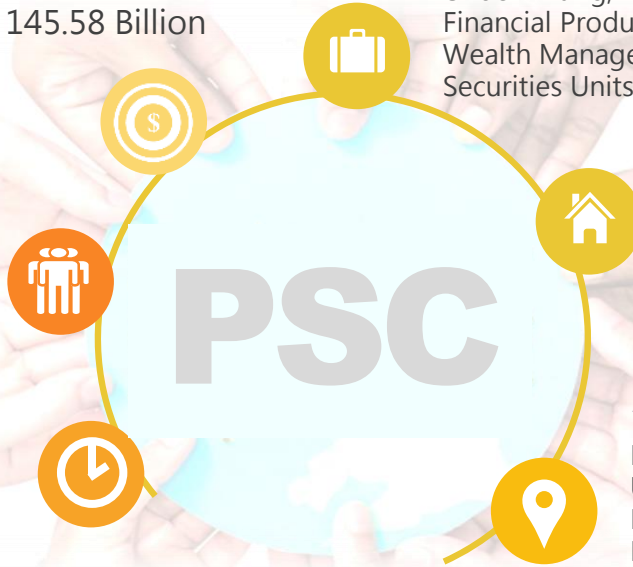 145.58 Billion
Financial Produ
Wealth Manage
Securities Units
$
PSC